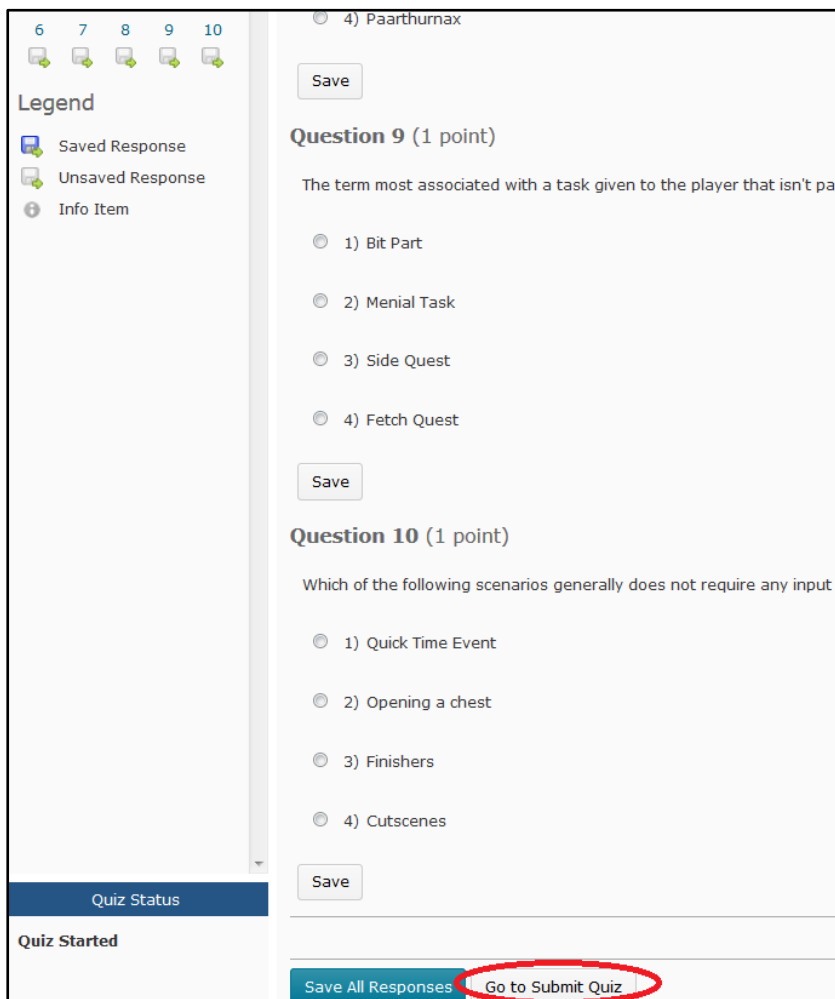 6 7 8 9 10
Legend
Saved Response
Unsaved Response
Info Item
Quiz Status
Quiz Started
4) Paarthurnax
Save
Question 9 (1 point)
The term most associated with a task given to the player that isn't pa
1) Bit Part
2) Menial Task
3) Side Quest
4) Fetch Quest
Save
Question 10 (1 point)
Which of the following scenarios generally does not require any input
1) Quick Time Event
2) Opening a chest
3) Finishers
4) Cutscenes
Save
Save All Responses Go to Submit Quiz